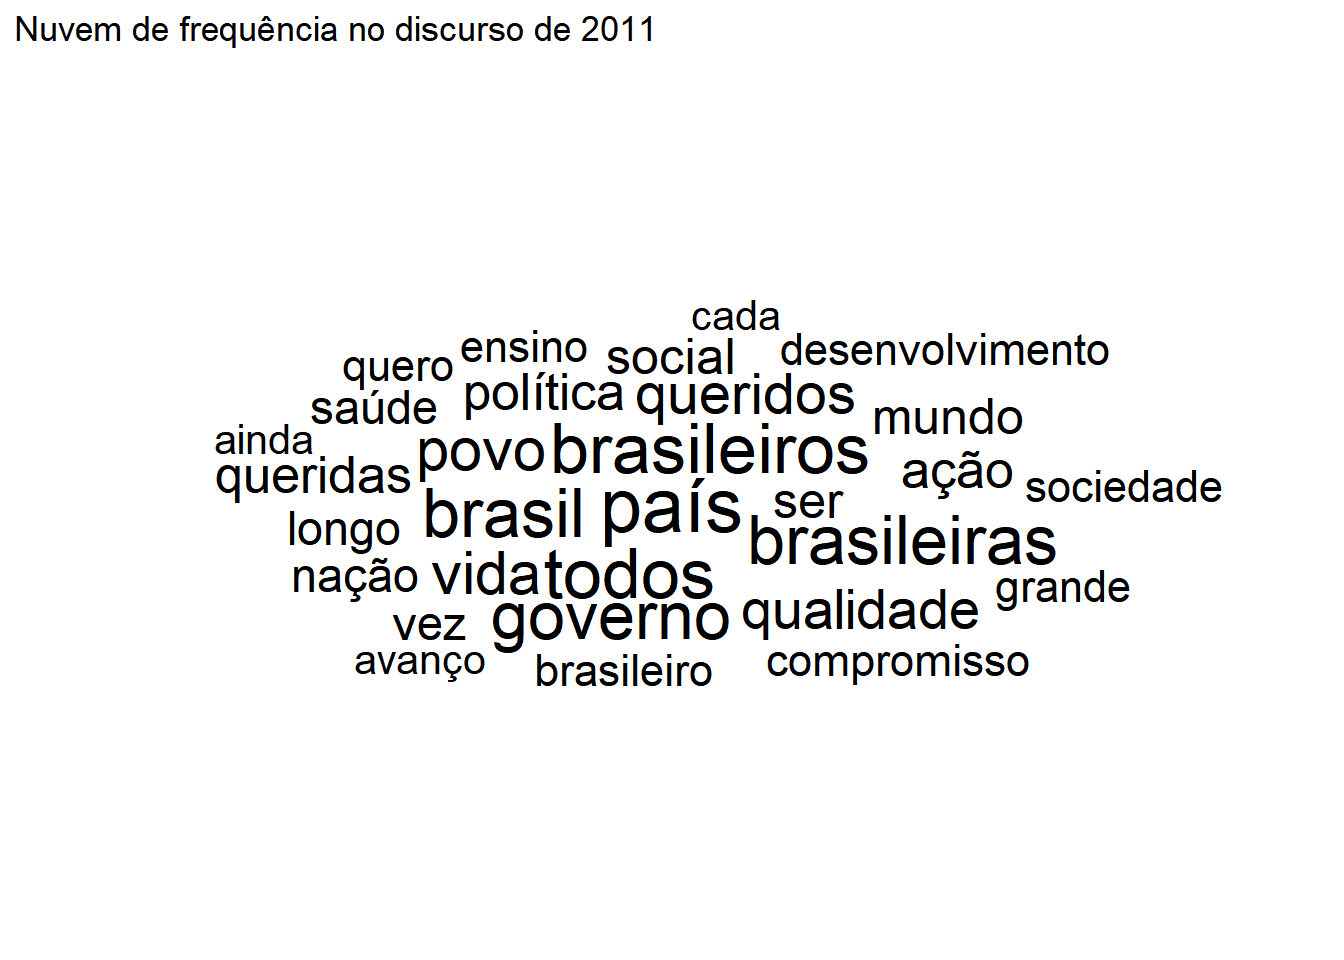 Nuvem de frequência no discurso de 2011
cada
ensino social desenvolvimento
quero
política queridos
saúde mundo
ainda povo brasileiros
queridas ação sociedade
brasil país ser
longo brasileiras
nação vida todos grande
vez governo qualidade
avanço brasileiro compromisso